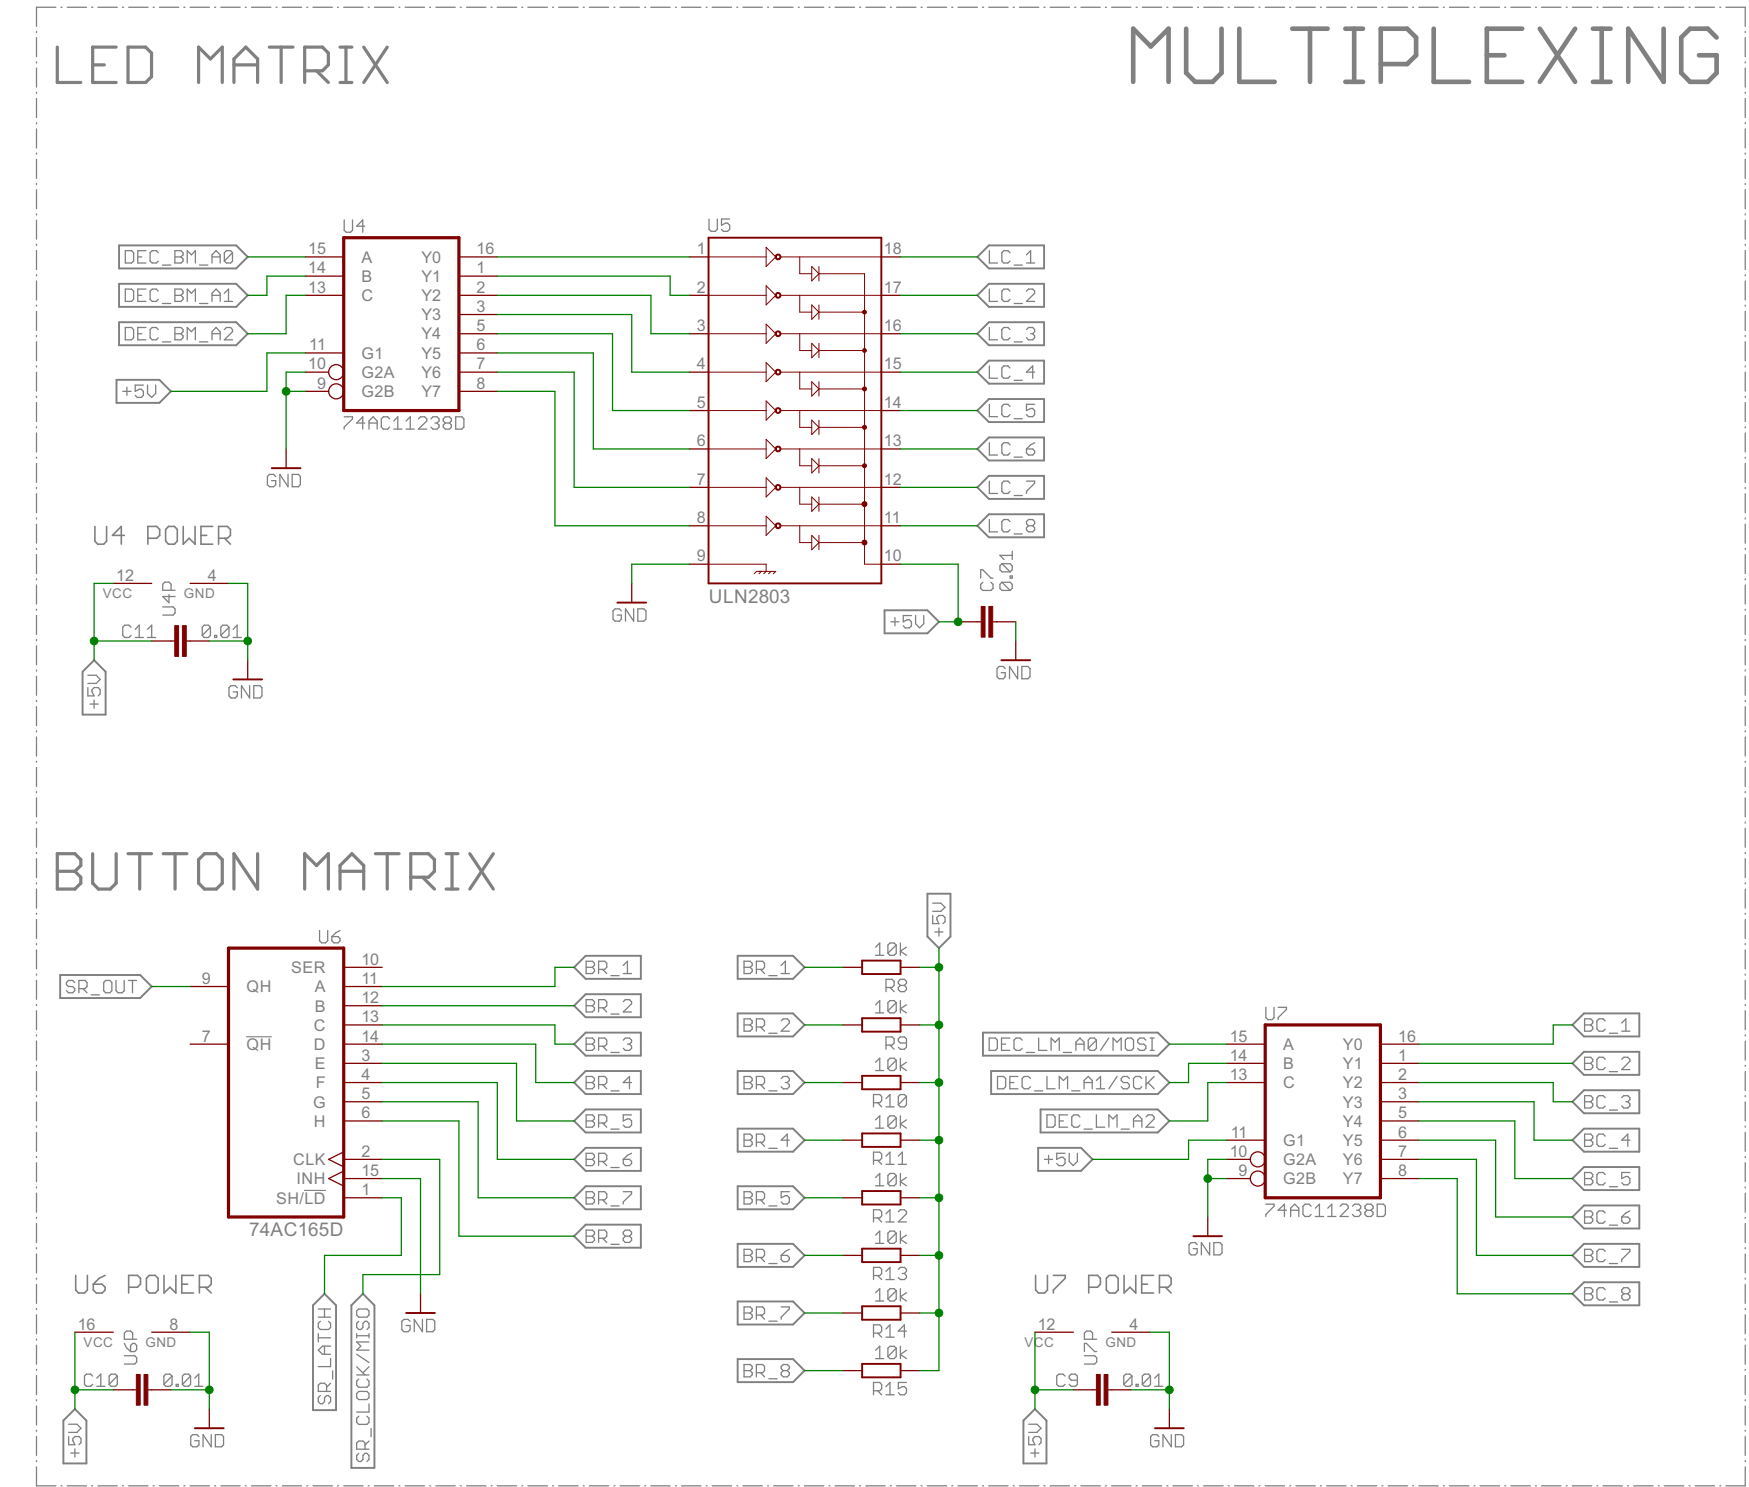 LED MATRIX
MULTIPLEXING
U4
DEC_BM_A0
DEC_BM_A1
DEC_BM_A2
+5V
15 A Y0 16
14 B Y1 1
13 C Y2 2
Y3 3
Y4 5
11 G1 Y5 6
10 G2A Y6 7
9 G2B Y7 8
74AC11238D
GND
U5
1 18 LC_1
2 17 LC_2
3 16 LC_3
4 15 LC_4
5 14 LC_5
6 13 LC_6
7 12 LC_7
8 11 LC_8
9 10
ULN2803
GND
+5V
C7
0.01
GND
U4 POWER
12 4
VCC U4P GND
C11 0.01
+5V
GND
BUTTON MATRIX
U6
SR_OUT
9 QH
7 QH
SER 10
A 11
B 12
C 13
D 14
E 3
F 4
G 5
H 6
CLK 2
INH 15
SH/LD 1
74AC165D
BR_1
BR_2
BR_3
BR_4
BR_5
BR_6
BR_7
BR_8
SR_LATCH
SR_CLOCK/MISO
GND
U6 POWER
16 8
VCC U6P GND
C10 0.01
+5V
GND
+5V
BR_1 10k R8
BR_2 10k R9
BR_3 10k R10
BR_4 10k R11
BR_5 10k R12
BR_6 10k R13
BR_7 10k R14
BR_8 10k R15
U7
DEC_LM_A0/MOSI
DEC_LM_A1/SCK
DEC_LM_A2
+5V
15 A Y0 16
14 B Y1 1
13 C Y2 2
Y3 3
Y4 5
11 G1 Y5 6
10 G2A Y6 7
9 G2B Y7 8
74AC11238D
GND
BC_1
BC_2
BC_3
BC_4
BC_5
BC_6
BC_7
BC_8
U7 POWER
12 4
VCC U7P GND
C9 0.01
+5V
GND